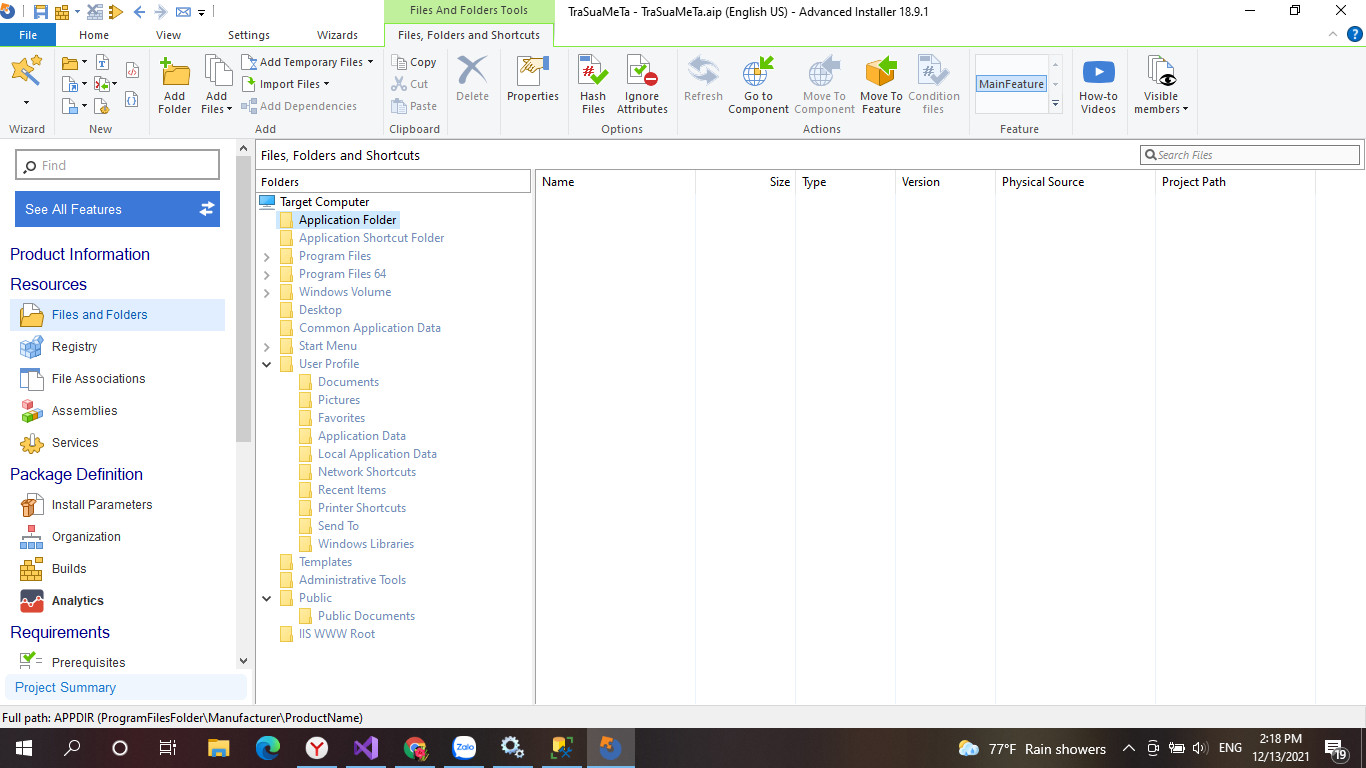 Files And Folders Tools
TraSuaMeTa - TraSuaMeTa.aip (English US) - Advanced Installer 18.9.1
File
Home
View
Settings
Wizards
Files, Folders and Shortcuts
Wizard
New
Add Folder
Add Files
Add Temporary Files
Import Files
Add Dependencies
Add
Copy
Cut
Paste
Clipboard
Delete
Properties
Hash Files
Ignore Attributes
Options
Refresh
Go to Component
Move To Component
Move To Feature
Condition files
Actions
MainFeature
Feature
How-to Videos
Visible members
Find
See All Features
Product Information
Resources
Files and Folders
Registry
File Associations
Assemblies
Services
Package Definition
Install Parameters
Organization
Builds
Analytics
Requirements
Prerequisites
Project Summary
Files, Folders and Shortcuts
Search Files
Folders
Target Computer
Application Folder
Application Shortcut Folder
Program Files
Program Files 64
Windows Volume
Desktop
Common Application Data
Start Menu
User Profile
Documents
Pictures
Favorites
Application Data
Local Application Data
Network Shortcuts
Recent Items
Printer Shortcuts
Send To
Windows Libraries
Templates
Administrative Tools
Public
Public Documents
IIS WWW Root
Name
Size
Type
Version
Physical Source
Project Path
Full path: APPDIR (ProgramFilesFolder\Manufacturer\ProductName)
Zalo
77°F Rain showers
ENG
2:18 PM
12/13/2021
19